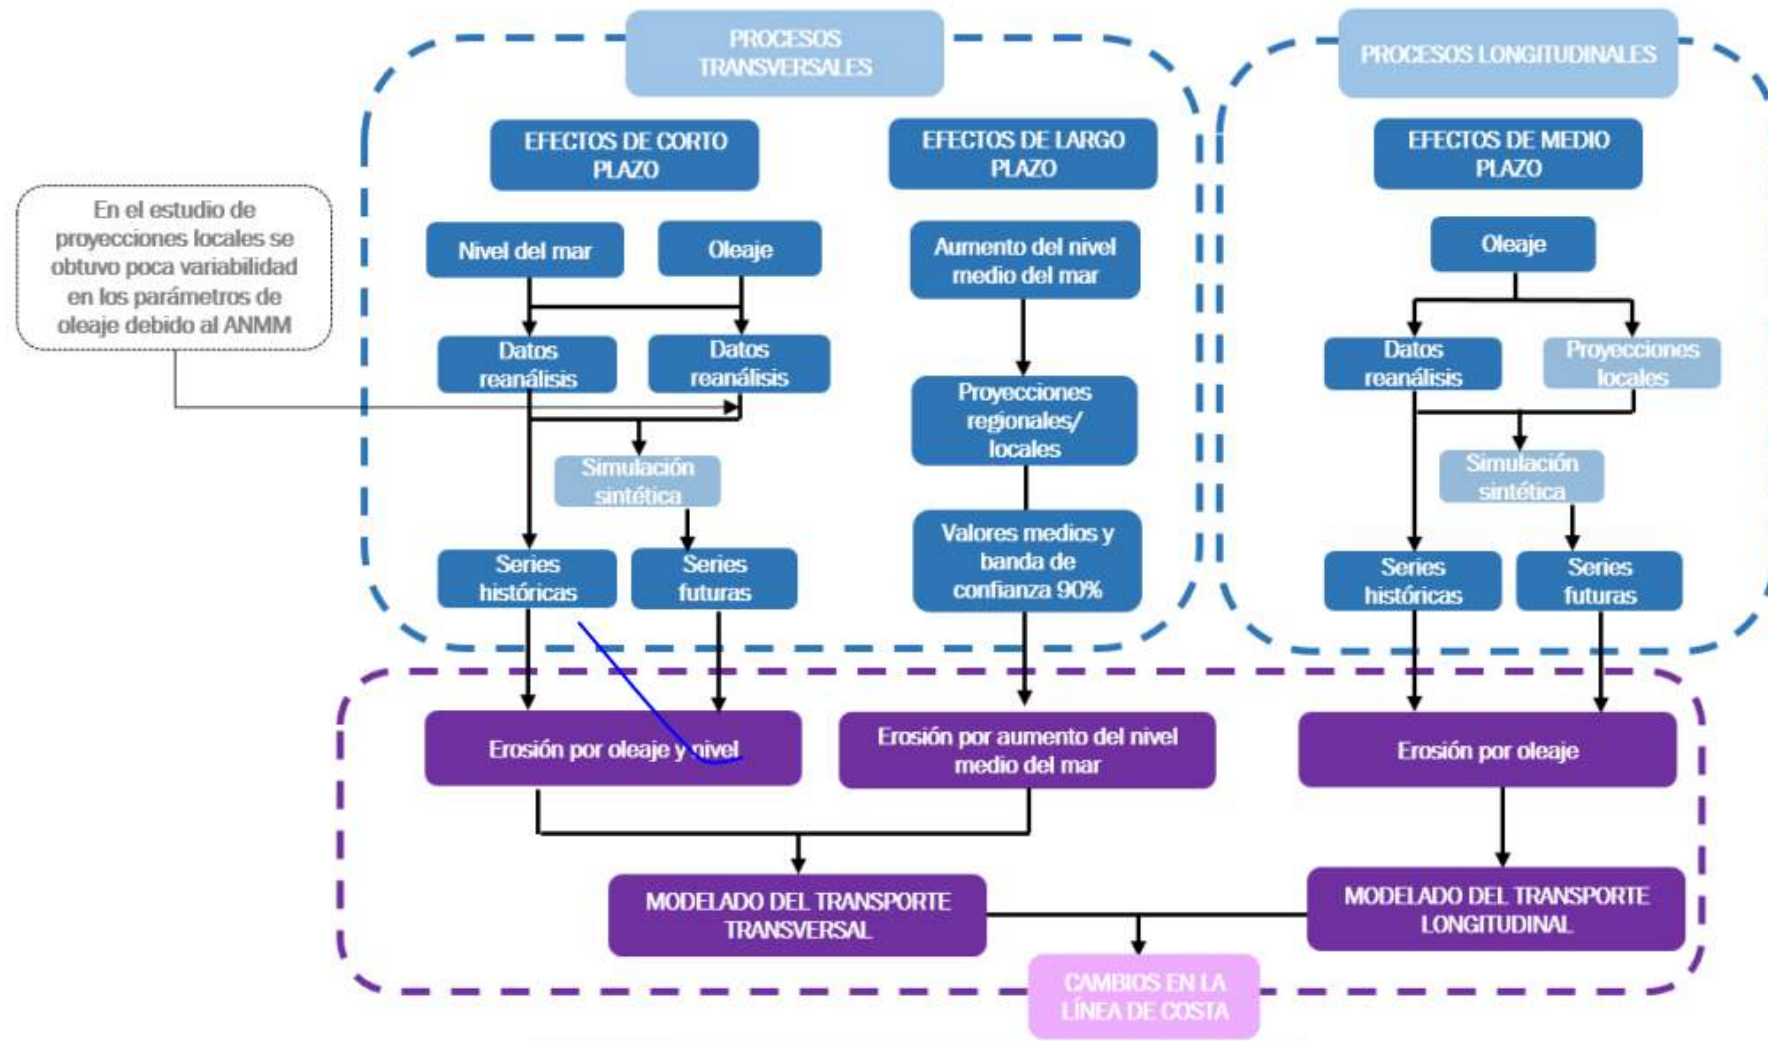 PROCESOS
TRANSVERSALES
PROCESOS LONGITUDINALES
EFECTOS DE CORTO
PLAZO
EFECTOS DE LARGO
PLAZO
EFECTOS DE MEDIO
PLAZO
En el estudio de
proyecciones locales se
obtuvo poca variabilidad
en los parámetros de
oleaje debido al ANMM
Nivel del mar
Oleaje
Aumento del nivel
medio del mar
Oleaje
Datos
reanálisis
Datos
reanálisis
Proyecciones
regionales/
locales
Datos
reanálisis
Proyecciones
locales
Simulación
sintética
Simulación
sintética
Valores medios y
banda de
confianza 90%
Series
históricas
Series
futuras
Series
históricas
Series
futuras
Erosión por oleaje y nivel
Erosión por aumento del nivel
medio del mar
Erosión por oleaje
MODELADO DEL TRANSPORTE
TRANSVERSAL
MODELADO DEL TRANSPORTE
LONGITUDINAL
CAMBIOS EN LA
LÍNEA DE COSTA